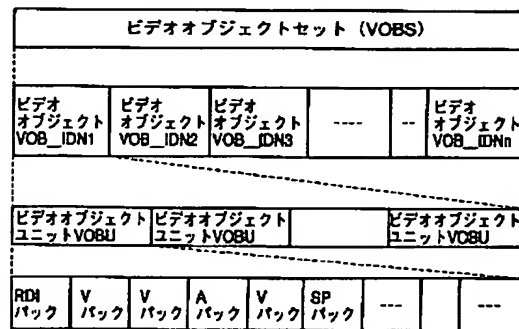 ビデオオブジェクトセット (VOBS)
ビデオ オブジェクト VOB_IDN1
ビデオ オブジェクト VOB_IDN2
ビデオ オブジェクト VOB_IDN3
----
--
ビデオ オブジェクト VOB_IDNn
ビデオオブジェクト ユニットVOBU
ビデオオブジェクト ユニットVOBU
ビデオオブジェクト ユニットVOBU
RDI パック
V パック
V パック
A パック
V パック
SP パック
---
---